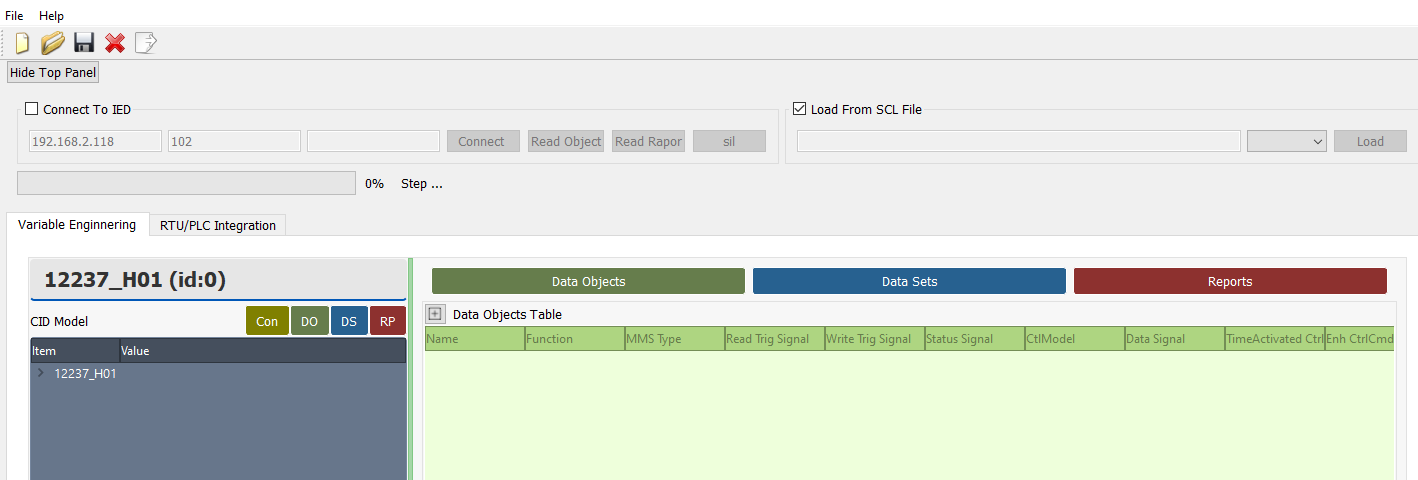 File Help
Hide Top Panel
Connect To IED
Load From SCL File
192.168.2.118 102 Connect Read Object Read Rapor sil Load
0% Step ...
Variable Enginnering RTU/PLC Integration
12237_H01 (id:0)
Data Objects Data Sets Reports
CID Model Con DO DS RP
Data Objects Table
Name Function MMS Type Read Trig Signal Write Trig Signal Status Signal CtlModel Data Signal TimeActivated Ctrl Enh CtrlCmd
Item Value
12237_H01